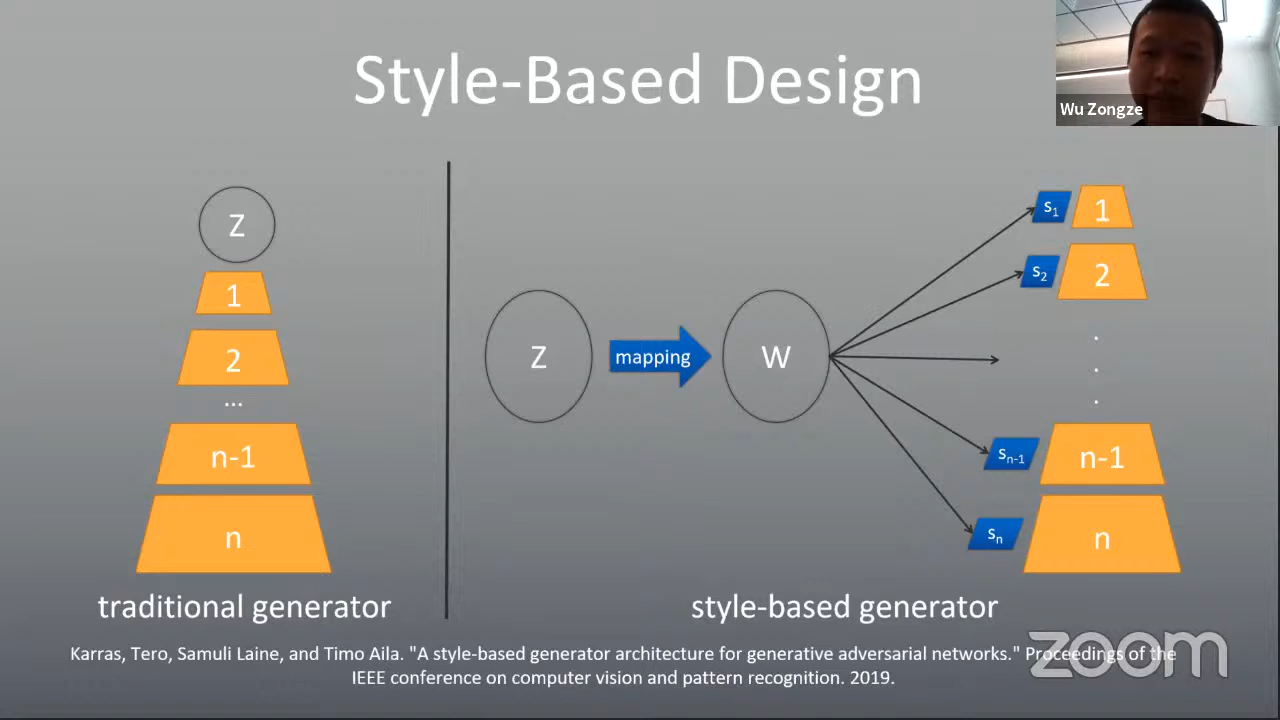 Style-Based Design
Wu Zongze
Z
1
2
...
n-1
n
traditional generator
Z
mapping
W
s1
1
s2
2
.
.
.
sn-1
n-1
sn
n
style-based generator
Karras, Tero, Samuli Laine, and Timo Aila. "A style-based generator architecture for generative adversarial networks." Proceedings of the
IEEE conference on computer vision and pattern recognition. 2019.
zoom